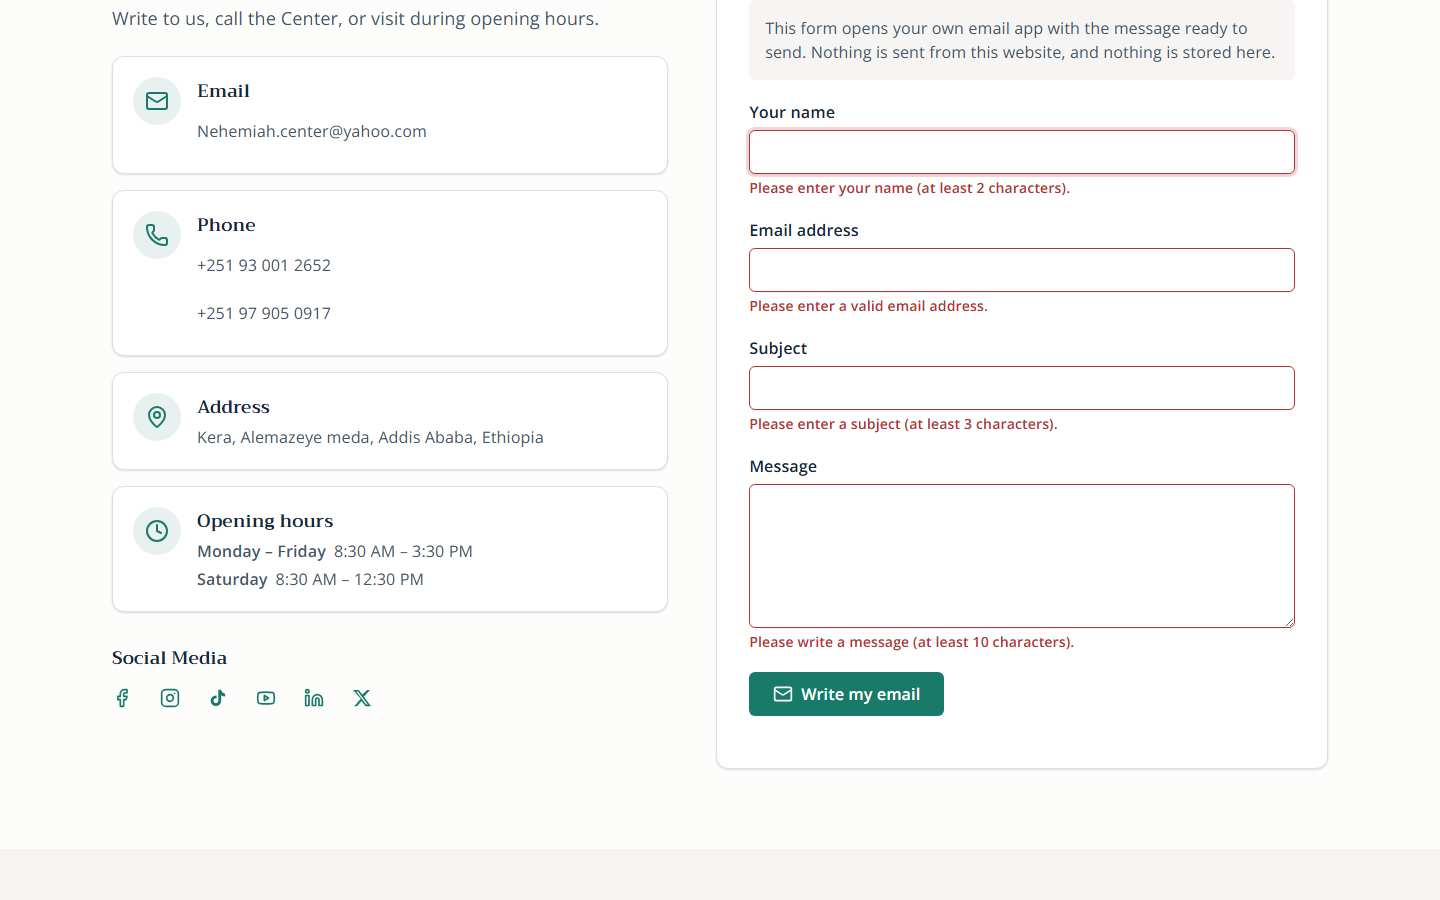 Write to us, call the Center, or visit during opening hours.
Email
Nehemiah.center@yahoo.com
Phone
+251 93 001 2652
+251 97 905 0917
Address
Kera, Alemazeye meda, Addis Ababa, Ethiopia
Opening hours
Monday – Friday 8:30 AM – 3:30 PM
Saturday 8:30 AM – 12:30 PM
Social Media
This form opens your own email app with the message ready to
send. Nothing is sent from this website, and nothing is stored here.
Your name
Please enter your name (at least 2 characters).
Email address
Please enter a valid email address.
Subject
Please enter a subject (at least 3 characters).
Message
Please write a message (at least 10 characters).
Write my email